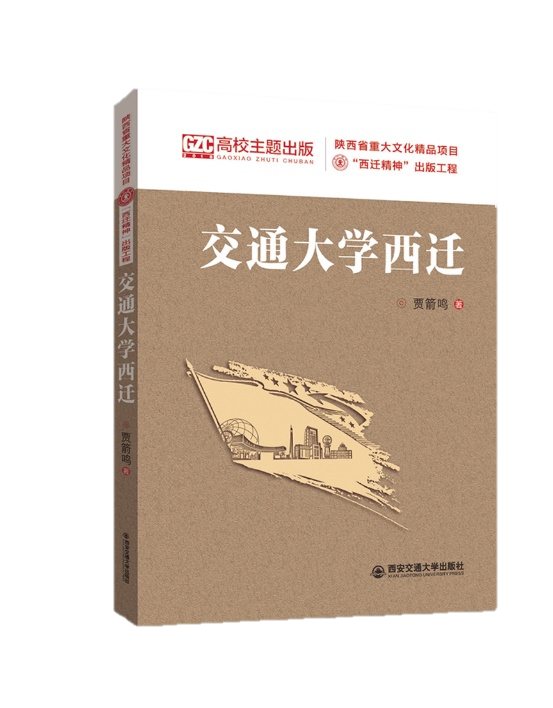 陕西省重大文化精品项目
“西迁精神”出版工程
交通大学西迁
贾箭鸣
著
GZC 高校主题出版
GAOXIAO ZHUTI CHUBAN
陕西省重大文化精品项目
“西迁精神”出版工程
交通大学西迁
© 贾箭鸣 著
西安交通大学出版社
XI'AN JIAOTONG UNIVERSITY PRESS